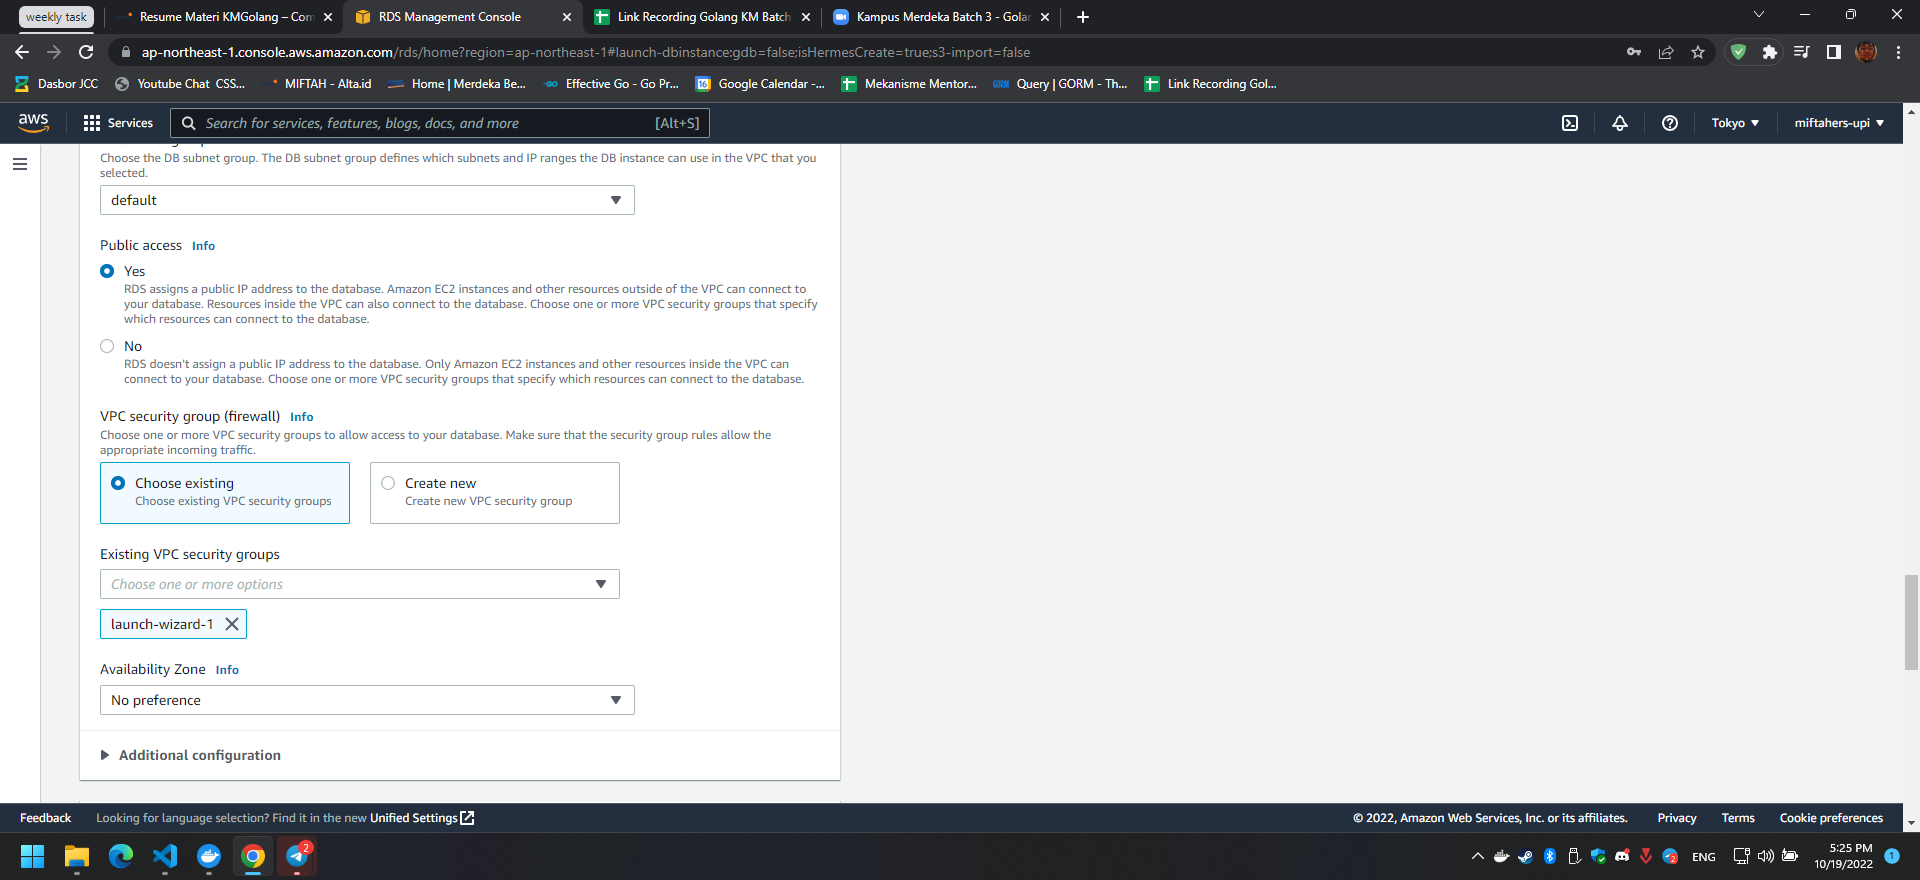 weekly task
Resume Materi KMGolang – Com
RDS Management Console
Link Recording Golang KM Batch
Kampus Merdeka Batch 3 - Golan
ap-northeast-1.console.aws.amazon.com/rds/home?region=ap-northeast-1#launch-dbinstance:gdb=false;isHermesCreate=true;s3-import=false
Dasbor JCC
Youtube Chat CSS...
MIFTAH - Alta.id
Home | Merdeka Be...
Effective Go - Go Pr...
16
Google Calendar -...
Mekanisme Mentor...
GORM
Query | GORM - Th...
Link Recording Gol...
aws
Services
Search for services, features, blogs, docs, and more
[Alt+S]
Tokyo
miftahers-upi
Choose the DB subnet group. The DB subnet group defines which subnets and IP ranges the DB instance can use in the VPC that you
selected.
default
Public access Info
Yes
RDS assigns a public IP address to the database. Amazon EC2 instances and other resources outside of the VPC can connect to
your database. Resources inside the VPC can also connect to the database. Choose one or more VPC security groups that specify
which resources can connect to the database.
No
RDS doesn't assign a public IP address to the database. Only Amazon EC2 instances and other resources inside the VPC can
connect to your database. Choose one or more VPC security groups that specify which resources can connect to the database.
VPC security group (firewall) Info
Choose one or more VPC security groups to allow access to your database. Make sure that the security group rules allow the
appropriate incoming traffic.
Choose existing
Choose existing VPC security groups
Create new
Create new VPC security group
Existing VPC security groups
Choose one or more options
launch-wizard-1
Availability Zone Info
No preference
Additional configuration
Feedback
Looking for language selection? Find it in the new Unified Settings
© 2022, Amazon Web Services, Inc. or its affiliates.
Privacy
Terms
Cookie preferences
2
2
ENG
5:25 PM
10/19/2022
1